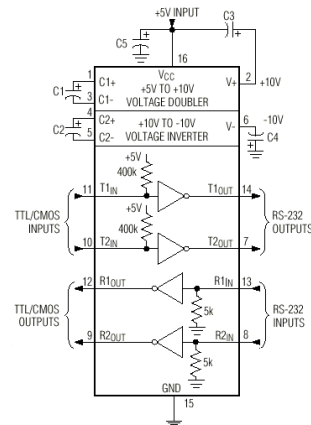 +5V INPUT
C3
C5
16
1
C1+
VCC
V+
2
+10V
C1
3
C1-
+5V TO +10V
VOLTAGE DOUBLER
4
C2+
+10V TO -10V
V-
6
-10V
C2
5
C2-
VOLTAGE INVERTER
C4
+5V
400k
11
T1IN
T1OUT
14
TTL/CMOS
INPUTS
+5V
400k
RS-232
OUTPUTS
10
T2IN
T2OUT
7
12
R1OUT
R1IN
13
TTL/CMOS
OUTPUTS
5k
RS-232
INPUTS
9
R2OUT
R2IN
8
5k
GND
15